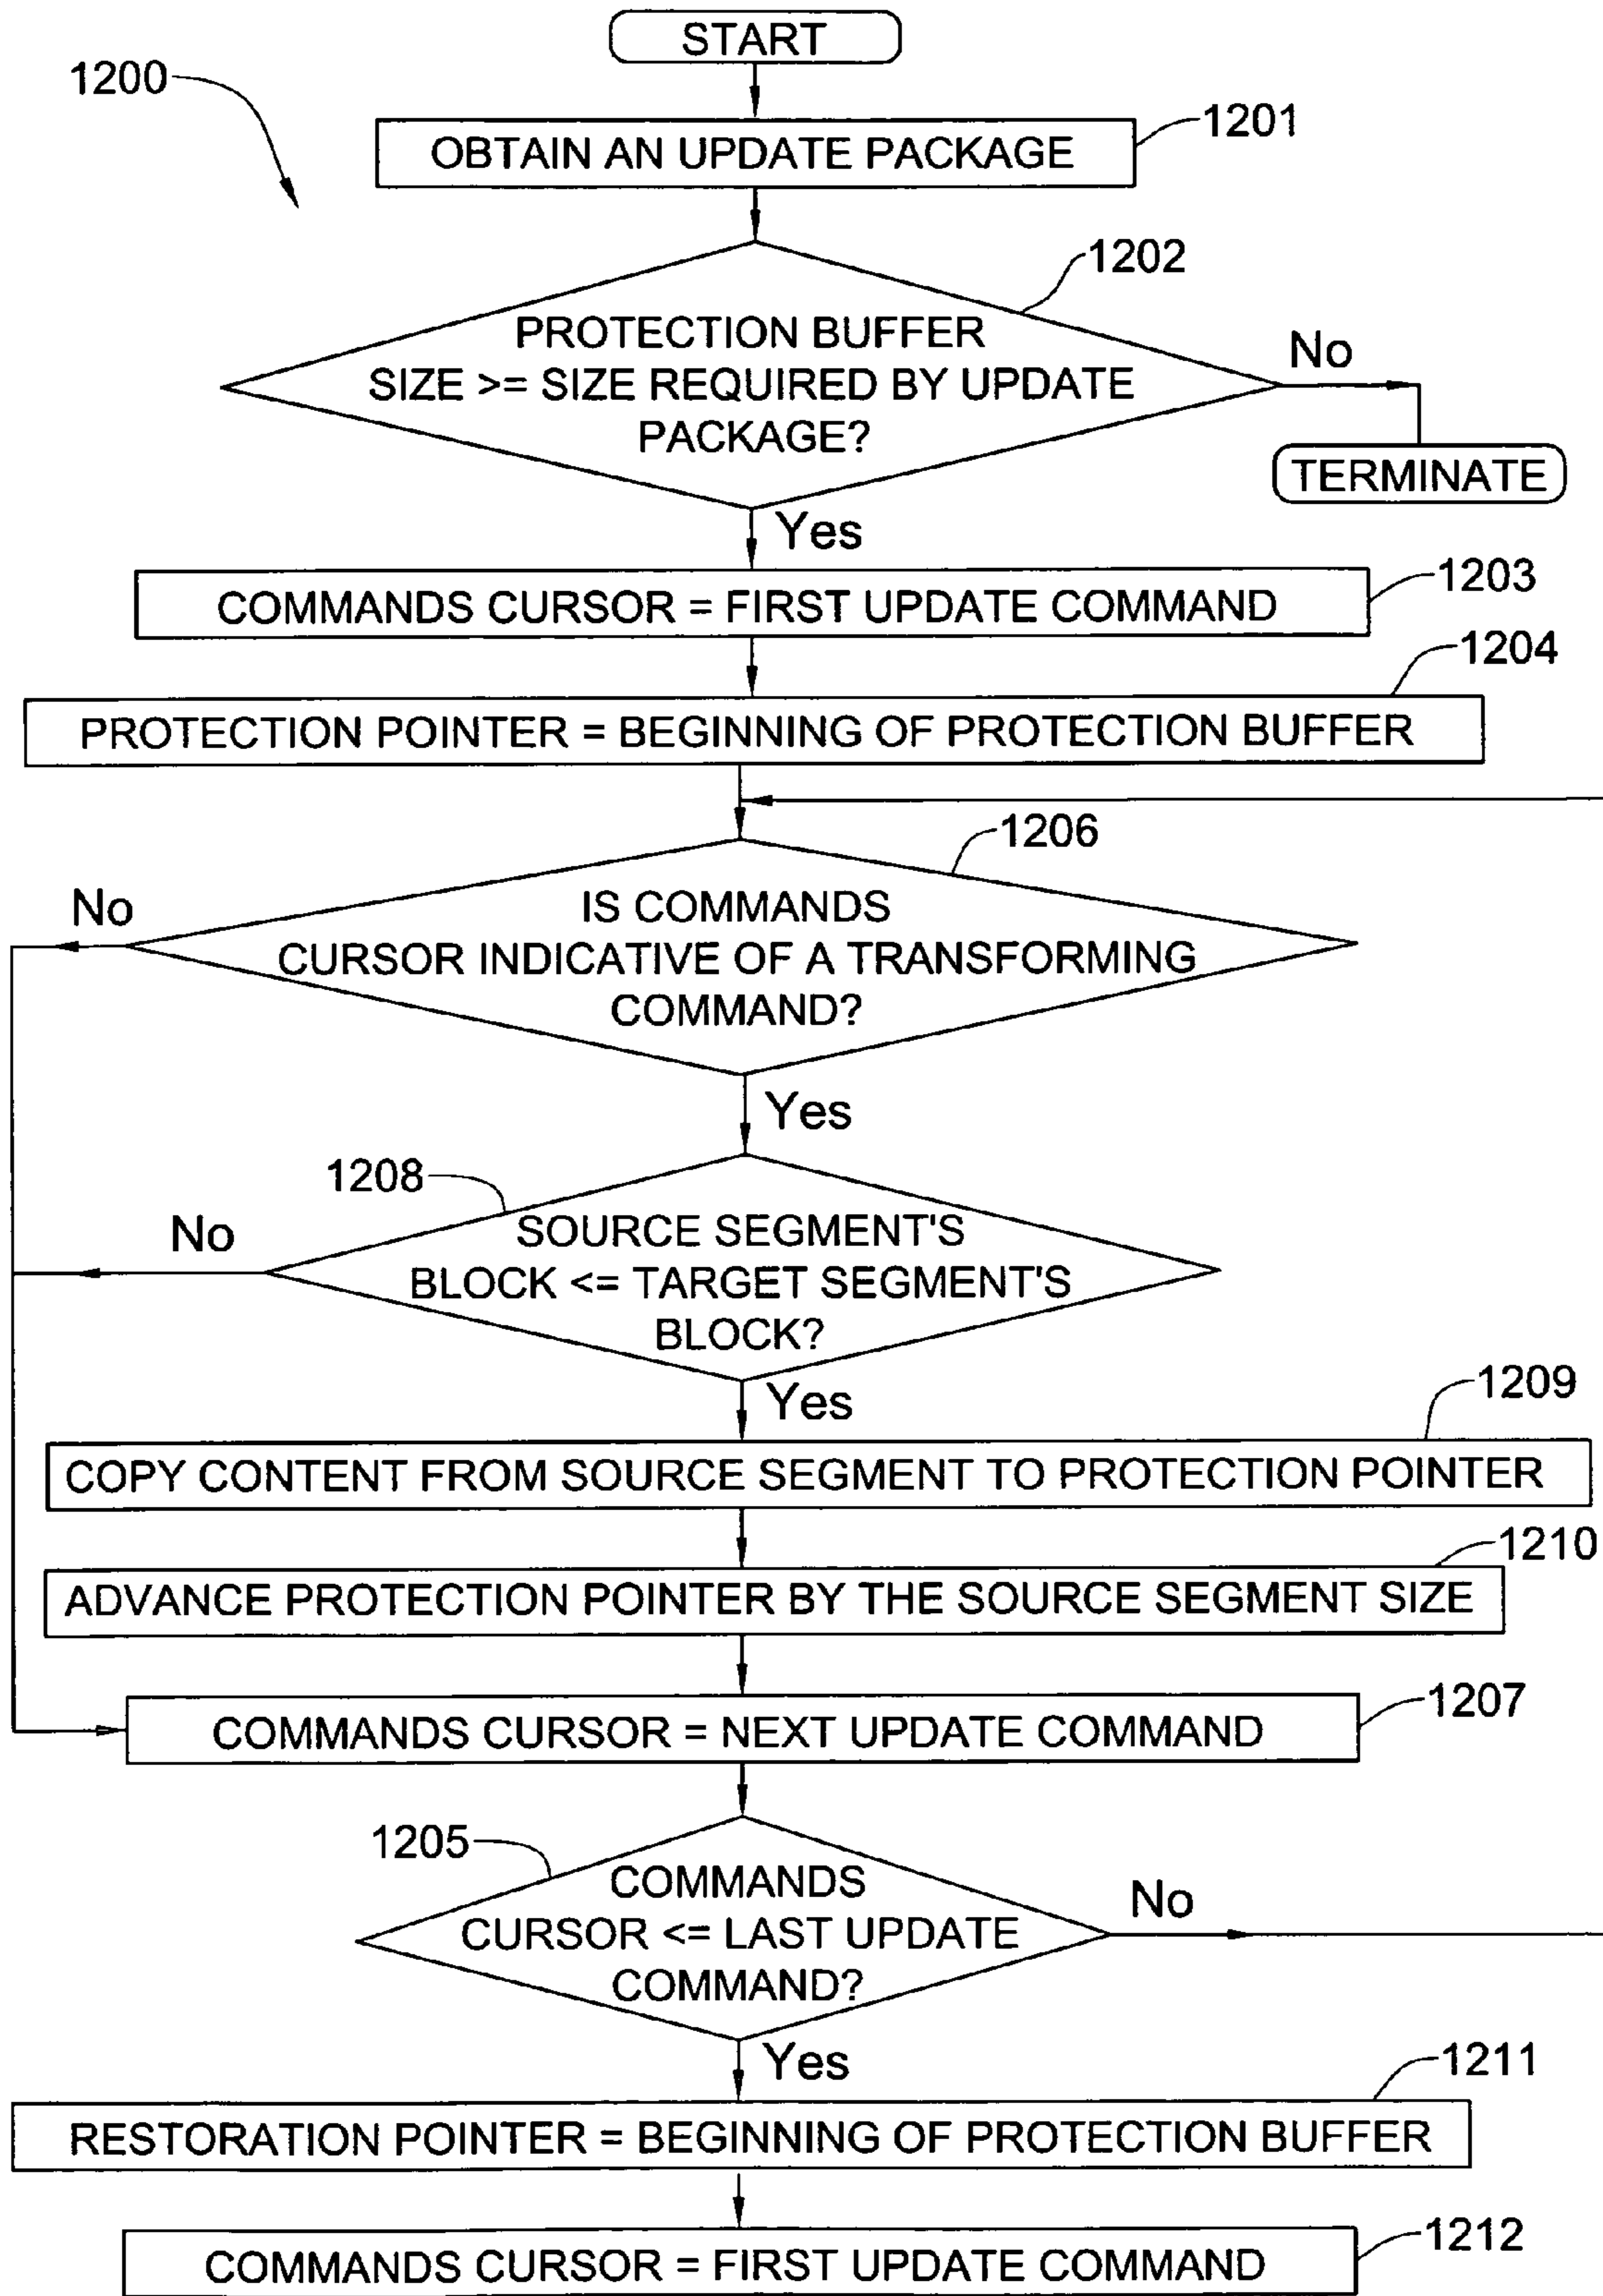 START
1200
1201
OBTAIN AN UPDATE PACKAGE
1202
PROTECTION BUFFER
SIZE >= SIZE REQUIRED BY UPDATE
PACKAGE?
No
TERMINATE
Yes
1203
COMMANDS CURSOR = FIRST UPDATE COMMAND
1204
PROTECTION POINTER = BEGINNING OF PROTECTION BUFFER
1206
No
IS COMMANDS
CURSOR INDICATIVE OF A TRANSFORMING
COMMAND?
Yes
1208
No
SOURCE SEGMENT'S
BLOCK <= TARGET SEGMENT'S
BLOCK?
Yes
1209
COPY CONTENT FROM SOURCE SEGMENT TO PROTECTION POINTER
1210
ADVANCE PROTECTION POINTER BY THE SOURCE SEGMENT SIZE
1207
COMMANDS CURSOR = NEXT UPDATE COMMAND
1205
COMMANDS
CURSOR <= LAST UPDATE
COMMAND?
No
Yes
1211
RESTORATION POINTER = BEGINNING OF PROTECTION BUFFER
1212
COMMANDS CURSOR = FIRST UPDATE COMMAND